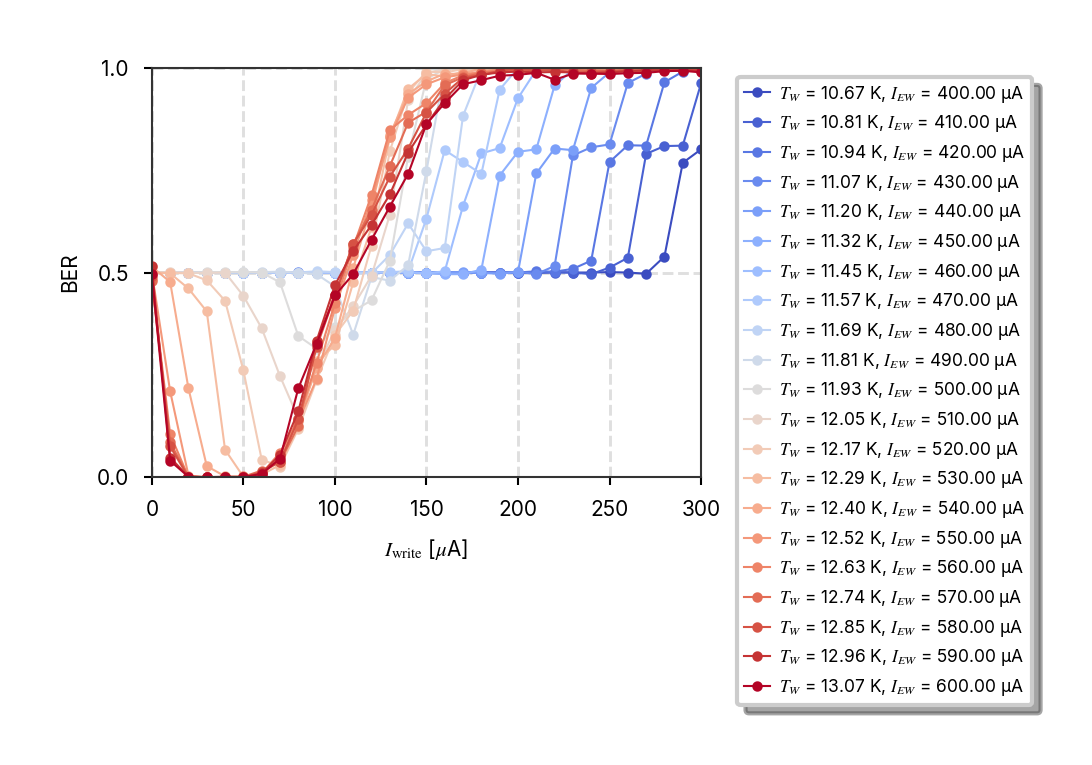 1.0
0.5
0.0
BER
0 50 100 150 200 250 300
I_write [μA]
T_W = 10.67 K, I_EW = 400.00 μA
T_W = 10.81 K, I_EW = 410.00 μA
T_W = 10.94 K, I_EW = 420.00 μA
T_W = 11.07 K, I_EW = 430.00 μA
T_W = 11.20 K, I_EW = 440.00 μA
T_W = 11.32 K, I_EW = 450.00 μA
T_W = 11.45 K, I_EW = 460.00 μA
T_W = 11.57 K, I_EW = 470.00 μA
T_W = 11.69 K, I_EW = 480.00 μA
T_W = 11.81 K, I_EW = 490.00 μA
T_W = 11.93 K, I_EW = 500.00 μA
T_W = 12.05 K, I_EW = 510.00 μA
T_W = 12.17 K, I_EW = 520.00 μA
T_W = 12.29 K, I_EW = 530.00 μA
T_W = 12.40 K, I_EW = 540.00 μA
T_W = 12.52 K, I_EW = 550.00 μA
T_W = 12.63 K, I_EW = 560.00 μA
T_W = 12.74 K, I_EW = 570.00 μA
T_W = 12.85 K, I_EW = 580.00 μA
T_W = 12.96 K, I_EW = 590.00 μA
T_W = 13.07 K, I_EW = 600.00 μA